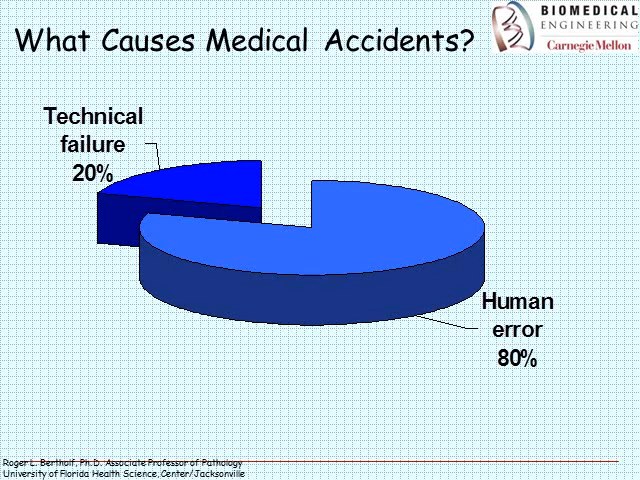 What Causes Medical Accidents?
BIOMEDICAL
ENGINEERING
Carnegie Mellon
Technical
failure
20%
Human
error
80%
Roger L. Bertholf, Ph.D. Associate Professor of Pathology
University of Florida Health Science, Center/Jacksonville